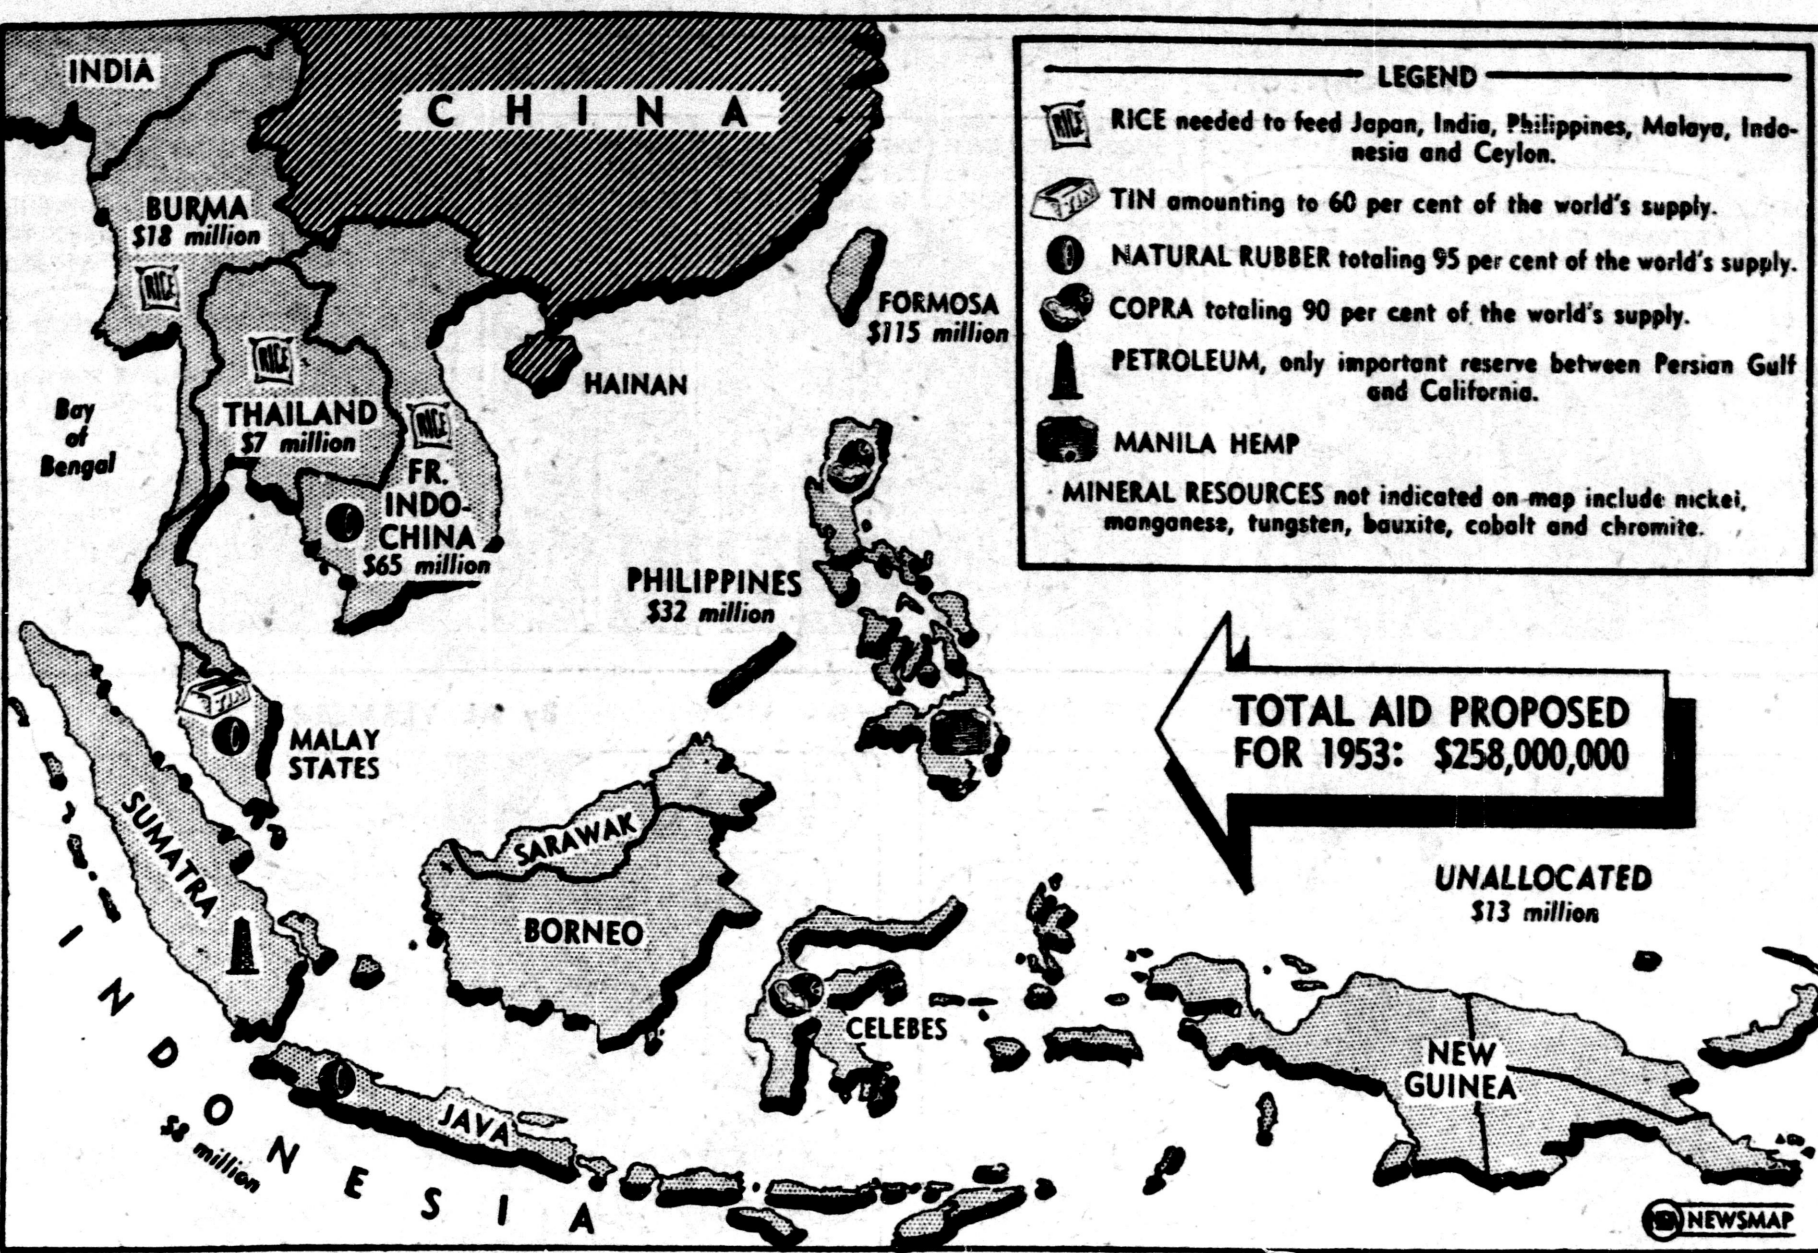 INDIA
CHINA
BURMA
$18 million
RICE
RICE
THAILAND
$7 million
RICE
FR.
INDO-
CHINA
$65 million
Bay
of
Bengal
HAINAN
FORMOSA
$115 million
PHILIPPINES
$32 million
TIN
MALAY
STATES
SUMATRA
SARAWAK
BORNEO
CELEBES
JAVA
INDONESIA
$8 million
NEW
GUINEA
LEGEND
RICE
RICE needed to feed Japan, India, Philippines, Malaya, Indo-
nesia and Ceylon.
TIN
TIN amounting to 60 per cent of the world's supply.
NATURAL RUBBER totaling 95 per cent of the world's supply.
COPRA totaling 90 per cent of the world's supply.
PETROLEUM, only important reserve between Persian Gulf
and California.
MANILA HEMP
MINERAL RESOURCES not indicated on map include nickel,
manganese, tungsten, bauxite, cobalt and chromite.
TOTAL AID PROPOSED
FOR 1953: $258,000,000
UNALLOCATED
$13 million
NEA NEWSMAP